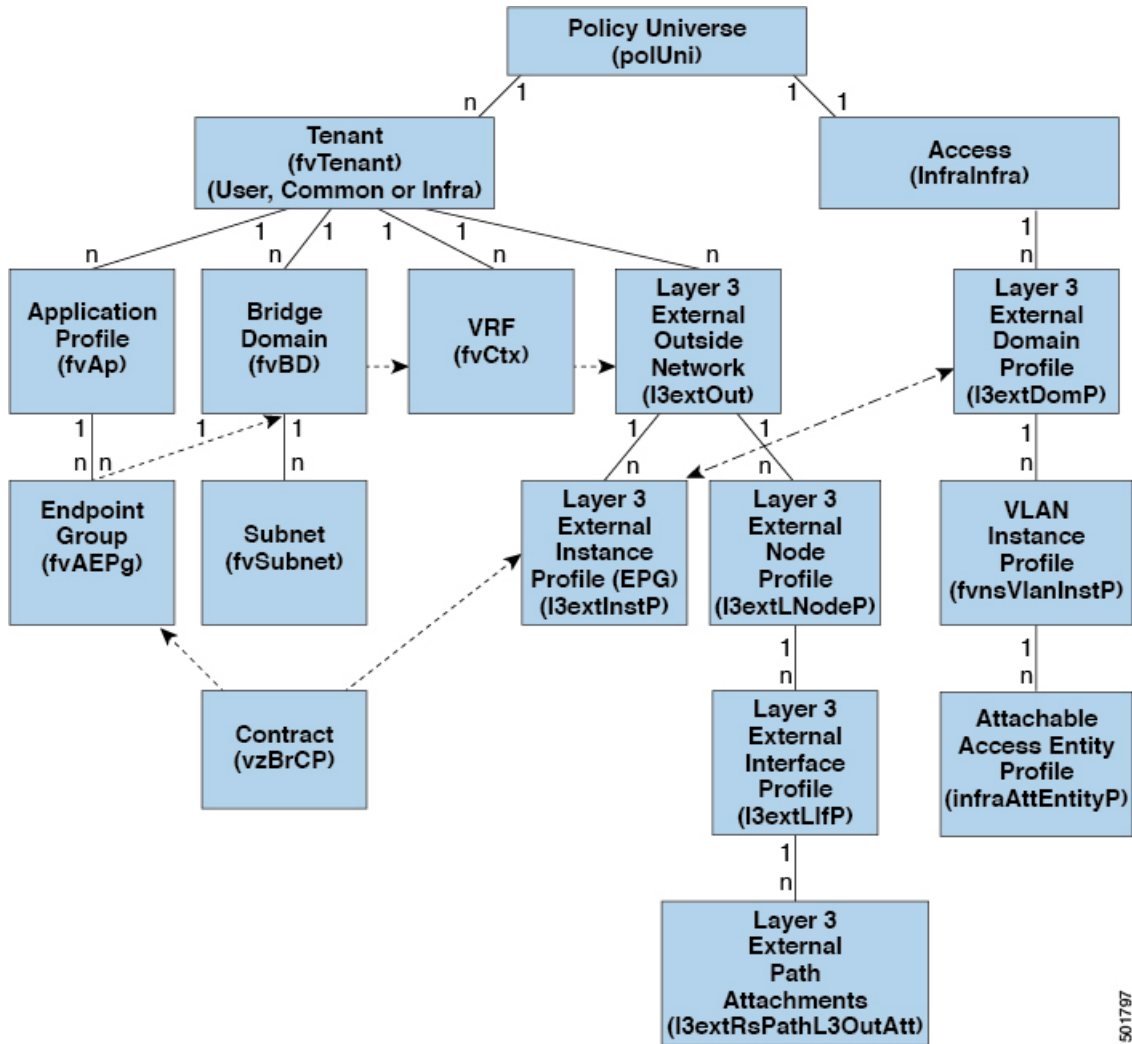 Policy Universe
(polUni)
n
1
1
1
Tenant
(fvTenant)
(User, Common or Infra)
Access
(InfraInfra)
1
1
1
1
1
n
n
n
n
n
Application
Profile
(fvAp)
Bridge
Domain
(fvBD)
VRF
(fvCtx)
Layer 3
External
Outside
Network
(l3extOut)
Layer 3
External
Domain
Profile
(l3extDomP)
1
1
1
1
1
1
n
n
n
n
n
n
Endpoint
Group
(fvAEPg)
Subnet
(fvSubnet)
Layer 3
External
Instance
Profile (EPG)
(l3extInstP)
Layer 3
External
Node
Profile
(l3extLNodeP)
VLAN
Instance
Profile
(fvnsVlanInstP)
1
1
n
n
Contract
(vzBrCP)
Layer 3
External
Interface
Profile
(l3extLIfP)
Attachable
Access Entity
Profile
(infraAttEntityP)
1
n
Layer 3
External
Path
Attachments
(l3extRsPathL3OutAtt)
501797